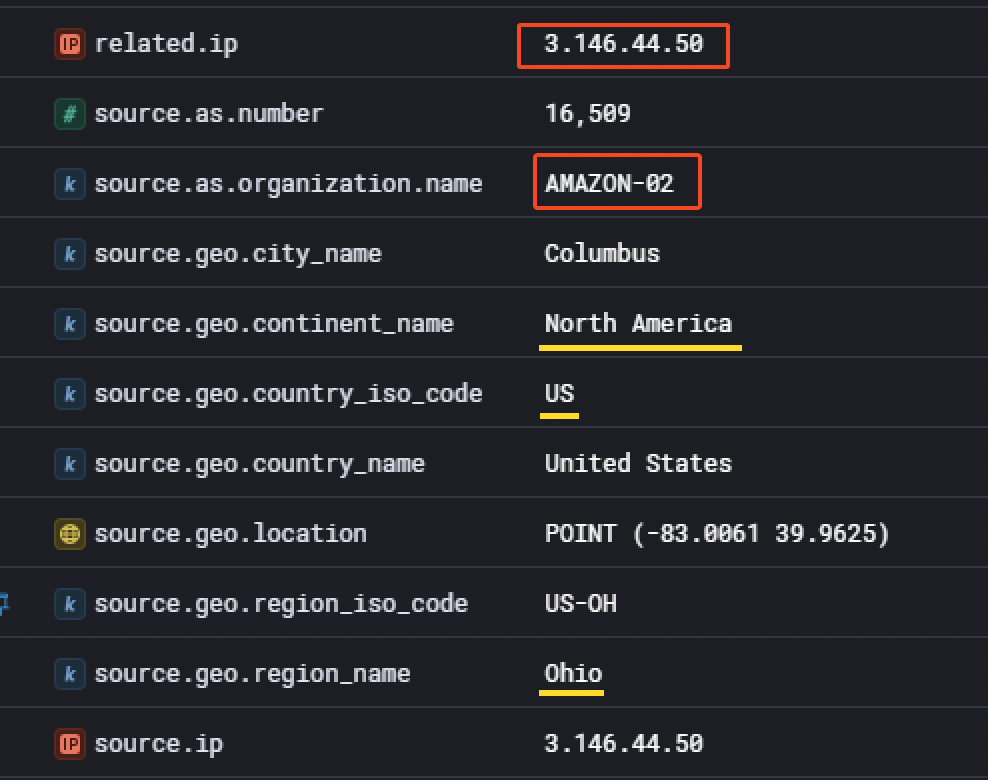 IP related.ip 3.146.44.50
# source.as.number 16,509
k source.as.organization.name AMAZON-02
k source.geo.city_name Columbus
k source.geo.continent_name North America
k source.geo.country_iso_code US
k source.geo.country_name United States
source.geo.location POINT (-83.0061 39.9625)
k source.geo.region_iso_code US-OH
k source.geo.region_name Ohio
IP source.ip 3.146.44.50